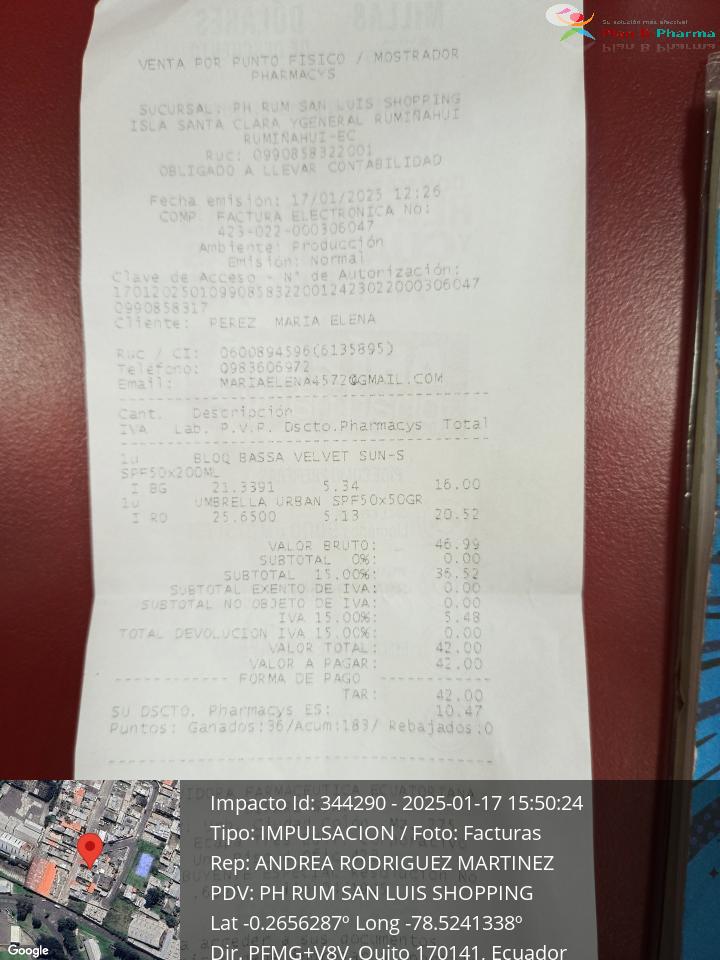 Su solución más efectiva!
Plan B Pharma
VENTA POR PUNTO FISICO / MOSTRADOR
PHARMACYS
SUCURSAL: PH RUM SAN LUIS SHOPPING
ISLA SANTA CLARA YGENERAL RUMIÑAHUI
RUMIÑAHUI-EC
Ruc: 0990858322001
OBLIGADO A LLEVAR CONTABILIDAD
Fecha emisión: 17/01/2025 12:26
COMP. FACTURA ELECTRONICA No:
423-022-000306047
Ambiente: Producción
Emisión: Normal
Clave de Acceso - N° de Autorización:
170120250109908583220012423022000306047
0990858317
Cliente: PEREZ MARIA ELENA
Ruc / CI: 0600894596(6135895)
Teléfono: 0983606972
Email: MARIAELENA4572@GMAIL.COM
Cant. Descripción
IVA Lab. P.V.P. Dscto.Pharmacys Total
1u BLOQ BASSA VELVET SUN-S
SPF50x200ML
I BG 21.3391 5.34 16.00
1u UMBRELLA URBAN SPF50x50GR
I RO 25.6500 5.13 20.52
VALOR BRUTO: 46.99
SUBTOTAL 0%: 0.00
SUBTOTAL 15.00%: 36.52
SUBTOTAL EXENTO DE IVA: 0.00
SUBTOTAL NO OBJETO DE IVA: 0.00
IVA 15.00%: 5.48
TOTAL DEVOLUCION IVA 15.00%: 0.00
VALOR TOTAL: 42.00
VALOR A PAGAR: 42.00
------------ FORMA DE PAGO ------------
TAR: 42.00
SU DSCTO. Pharmacys ES: 10.47
Puntos: Ganados:36/Acum:183/ Rebajados:0
Impacto Id: 344290 - 2025-01-17 15:50:24
Tipo: IMPULSACION / Foto: Facturas
Rep: ANDREA RODRIGUEZ MARTINEZ
PDV: PH RUM SAN LUIS SHOPPING
Lat -0.2656287º Long -78.5241338º
Dir. PFMG+V8V, Quito 170141, Ecuador
Google